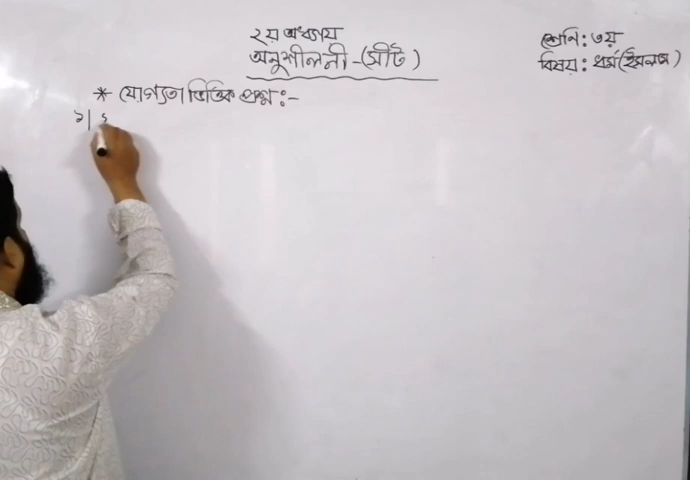 ২য় অধ্যায়
অনুশীলনী-(সীট)
শ্রেনি: ৩য়
বিষয়: ধর্ম(ইসলাম)
* যোগ্যতা ভিত্তিক প্রশ্ন:-
১|